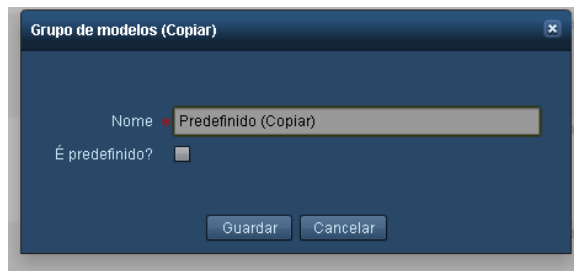 Grupo de modelos (Copiar)
Nome * Predefinido (Copiar)
É predefinido?
Guardar Cancelar